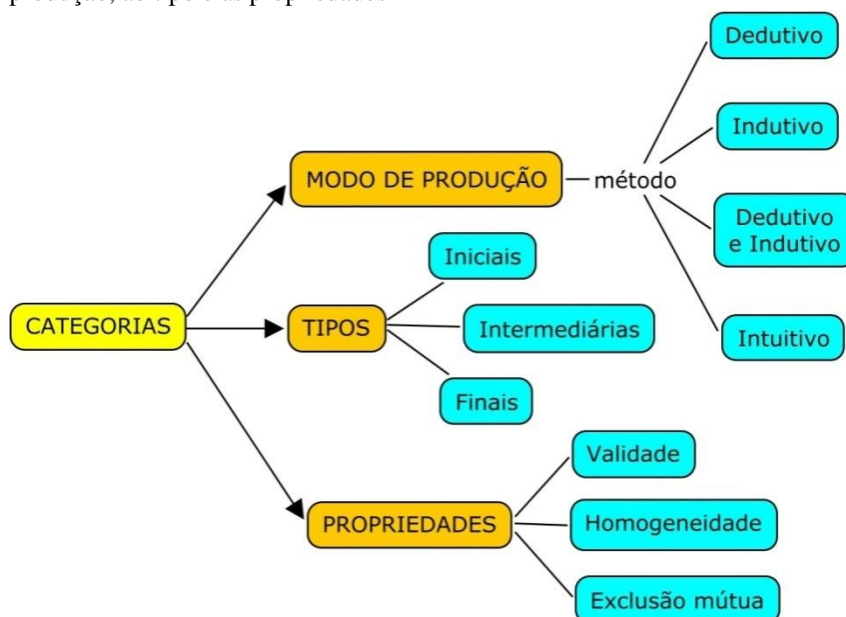 Dedutivo
Indutivo
MODO DE PRODUÇÃO
método
Dedutivo
e Indutivo
Iniciais
CATEGORIAS
TIPOS
Intermediárias
Intuitivo
Finais
Validade
PROPRIEDADES
Homogeneidade
Exclusão mútua